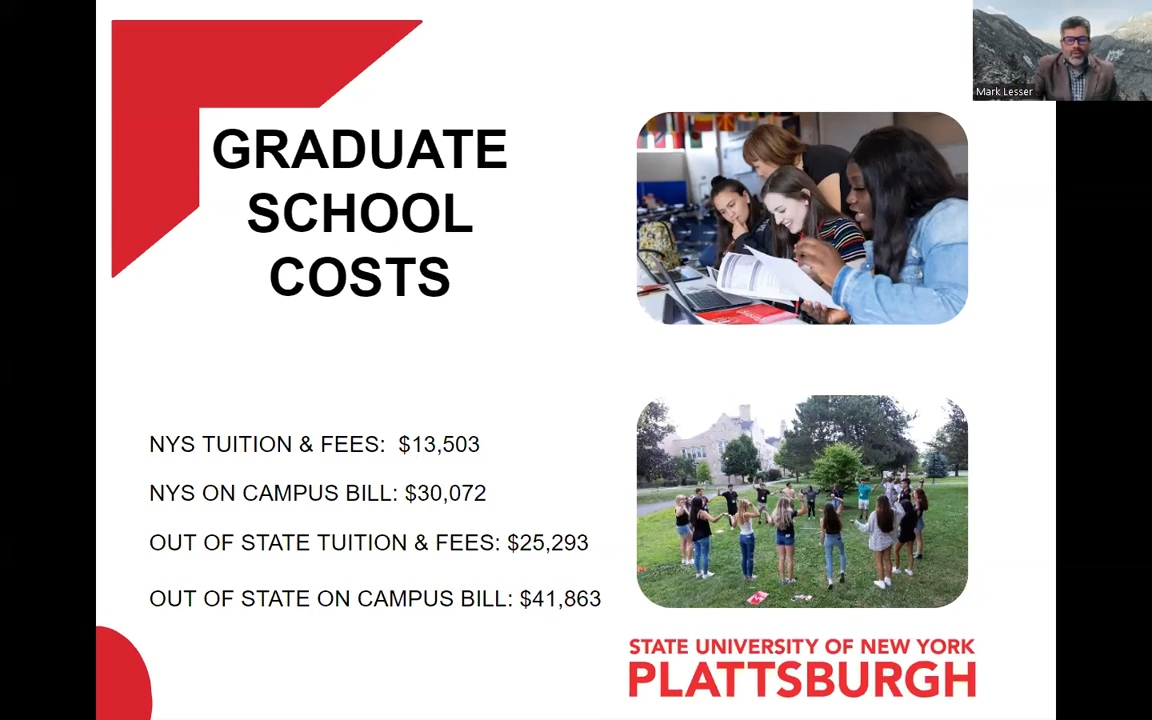 GRADUATE
SCHOOL
COSTS
NYS TUITION & FEES: $13,503
NYS ON CAMPUS BILL: $30,072
OUT OF STATE TUITION & FEES: $25,293
OUT OF STATE ON CAMPUS BILL: $41,863
STATE UNIVERSITY OF NEW YORK
PLATTSBURGH
Mark Lesser